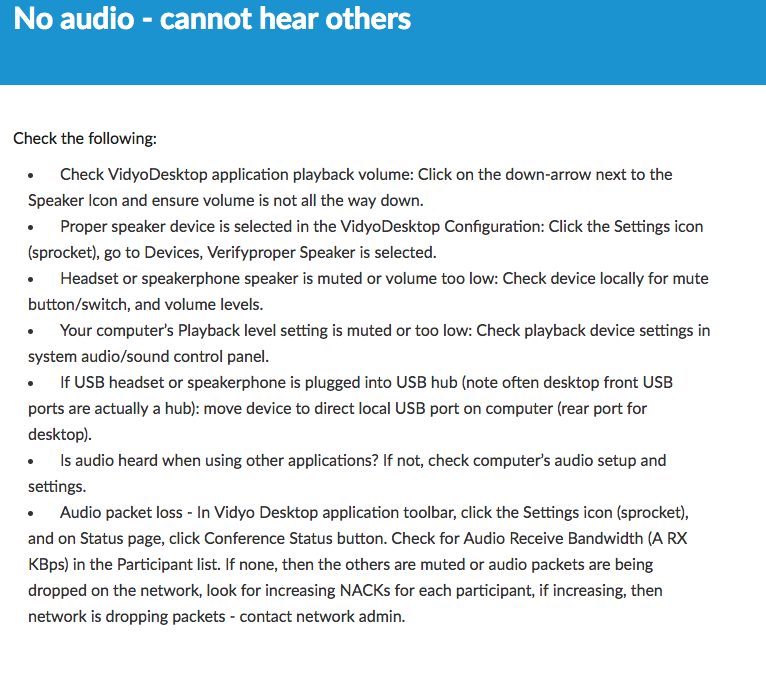 No audio - cannot hear others
Check the following:
• Check VidyoDesktop application playback volume: Click on the down-arrow next to the
Speaker Icon and ensure volume is not all the way down.
• Proper speaker device is selected in the VidyoDesktop Configuration: Click the Settings icon
(sprocket), go to Devices, Verifyproper Speaker is selected.
• Headset or speakerphone speaker is muted or volume too low: Check device locally for mute
button/switch, and volume levels.
• Your computer's Playback level setting is muted or too low: Check playback device settings in
system audio/sound control panel.
• If USB headset or speakerphone is plugged into USB hub (note often desktop front USB
ports are actually a hub): move device to direct local USB port on computer (rear port for
desktop).
• Is audio heard when using other applications? If not, check computer's audio setup and
settings.
• Audio packet loss - In Vidyo Desktop application toolbar, click the Settings icon (sprocket),
and on Status page, click Conference Status button. Check for Audio Receive Bandwidth (A RX
KBps) in the Participant list. If none, then the others are muted or audio packets are being
dropped on the network, look for increasing NACKs for each participant, if increasing, then
network is dropping packets - contact network admin.